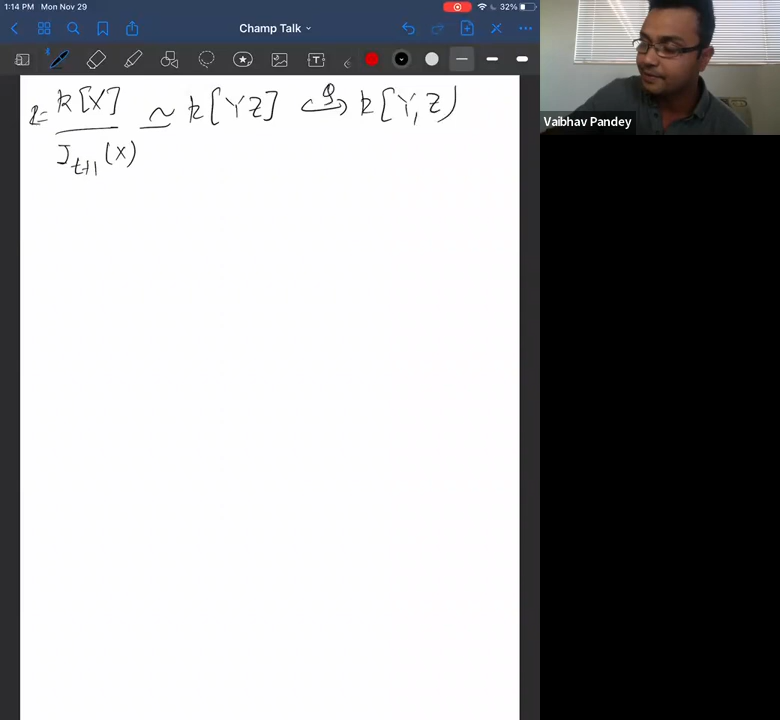 1:14 PM Mon Nov 29
32%
Champ Talk
k[X] ≃ k[YZ] ↪ k[Y,Z]
J_{t+1}(X)
Vaibhav Pandey